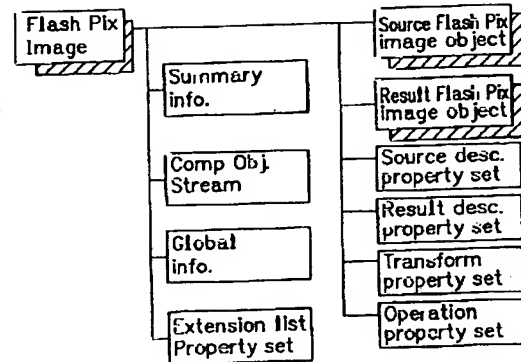 Flash Pix
Image
Summary
info.
Comp Obj.
Stream
Global
info.
Extension list
Property set
Source Flash Pix
image object
Result Flash Pix
image object
Source desc.
property set
Result desc.
property set
Transform
property set
Operation
property set